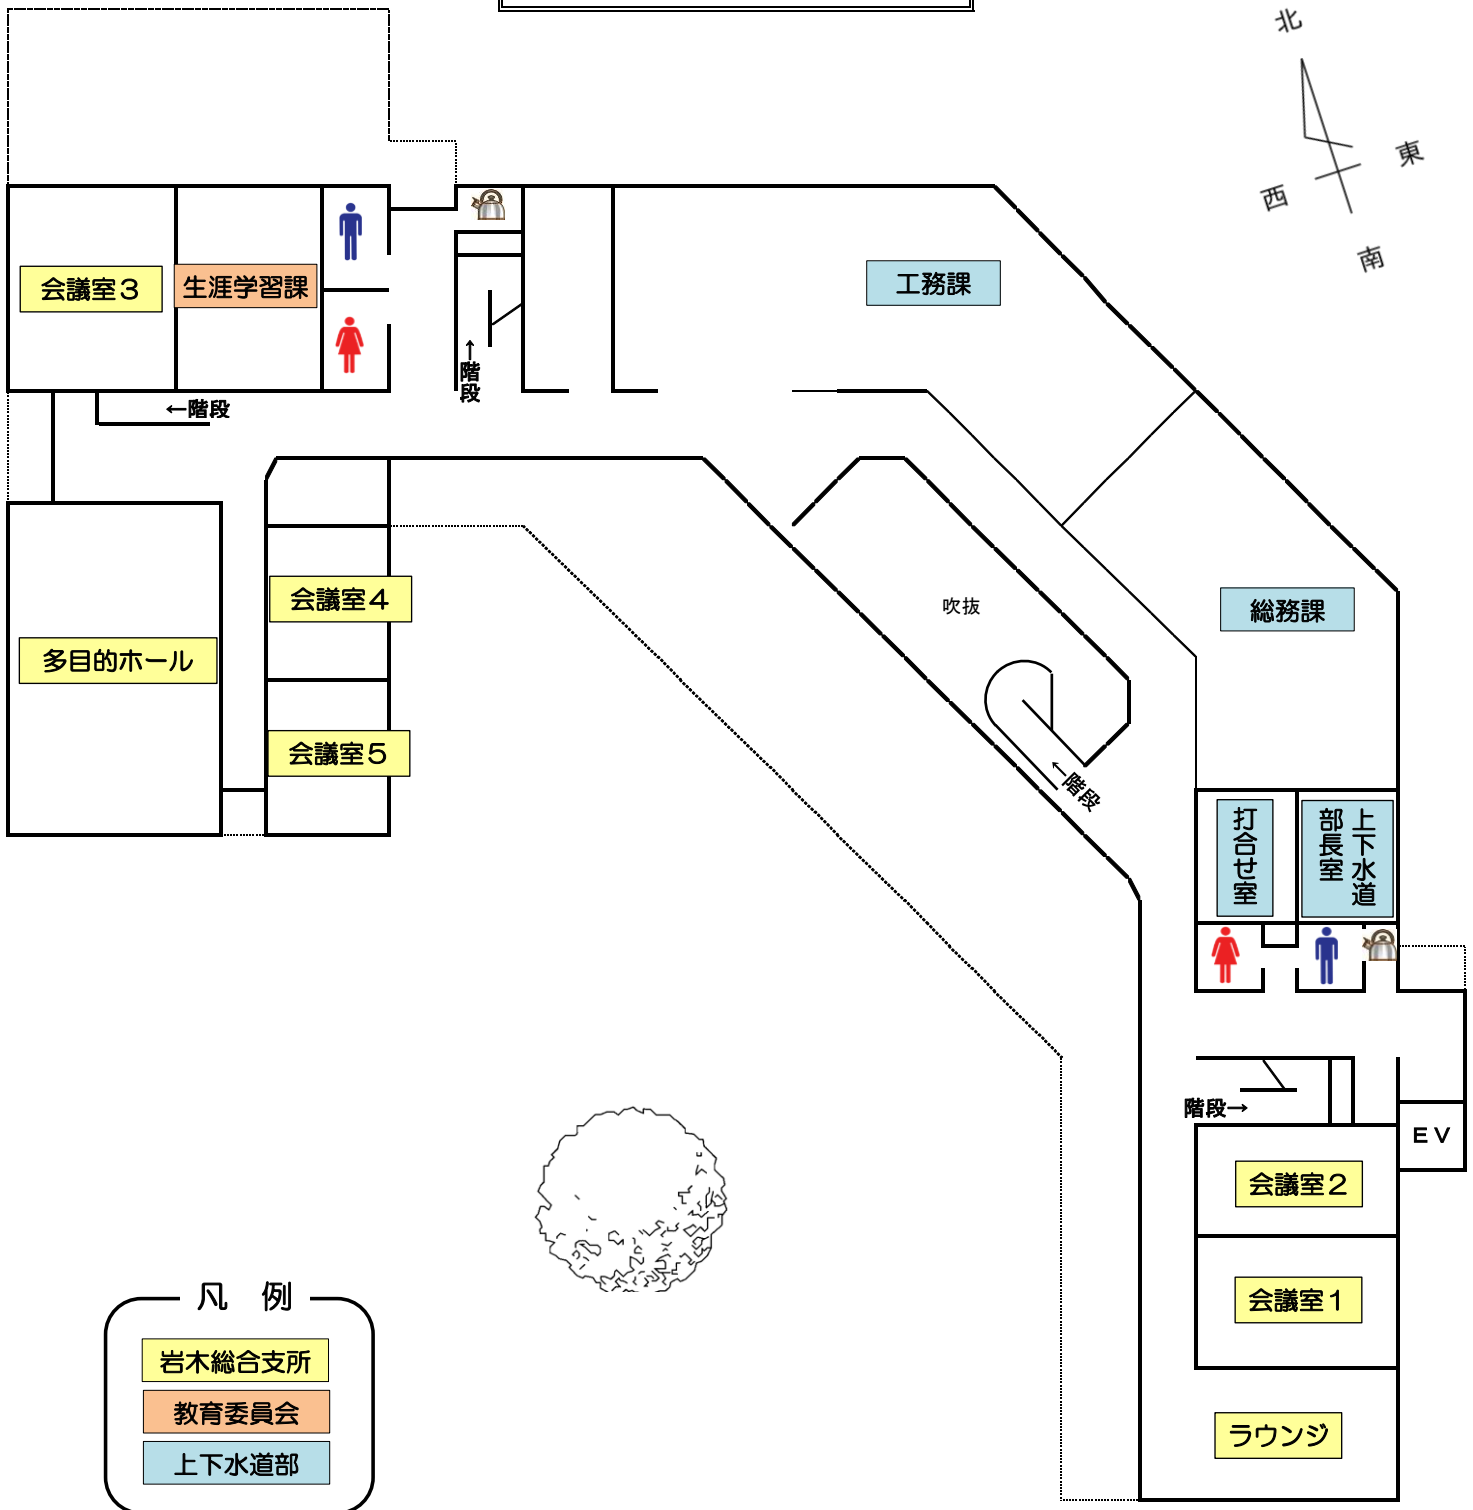 北
東
西
南
会議室３
生涯学習課
工務課
←階段
←階段
会議室４
吹抜
総務課
多目的ホール
会議室５
←階段
打合せ室
上下水道
部長室
階段→
ＥＶ
会議室２
会議室１
ラウンジ
凡　例
岩木総合支所
教育委員会
上下水道部